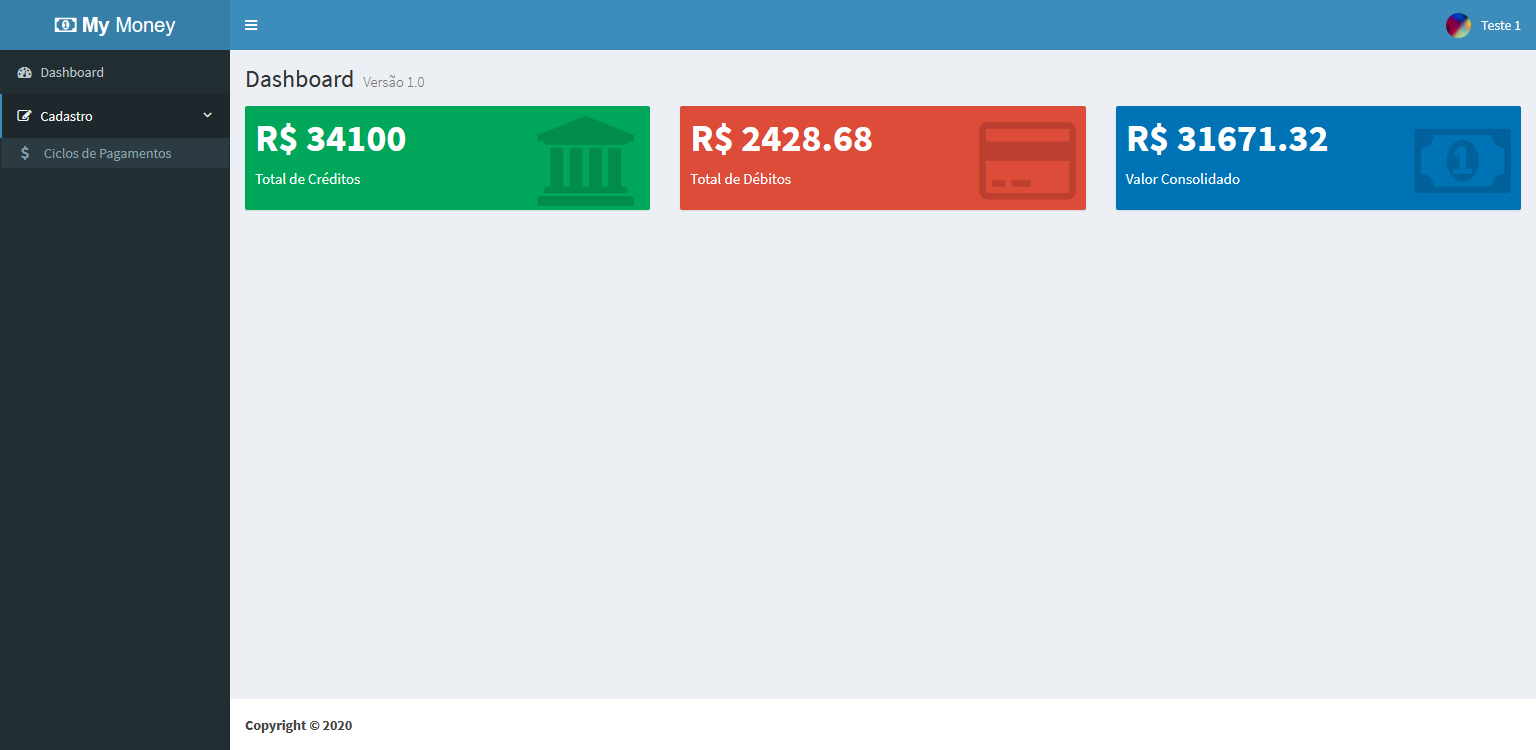 My Money
Teste 1
Dashboard
Cadastro
Ciclos de Pagamentos
Dashboard Versão 1.0
R$ 34100
Total de Créditos
R$ 2428.68
Total de Débitos
R$ 31671.32
Valor Consolidado
1
Copyright © 2020